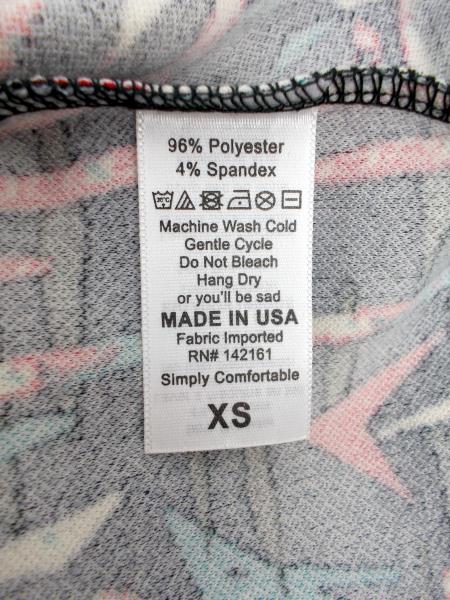 96% Polyester
4% Spandex
Machine Wash Cold
Gentle Cycle
Do Not Bleach
Hang Dry
or you'll be sad
MADE IN USA
Fabric Imported
RN# 142161
Simply Comfortable
XS